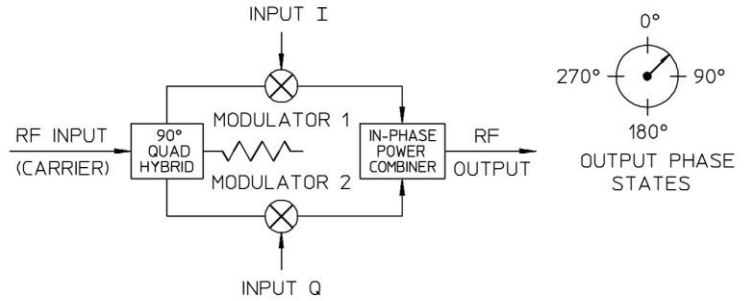 INPUT I
0°
270°
90°
180°
OUTPUT PHASE
STATES
MODULATOR 1
RF INPUT
(CARRIER)
90°
QUAD
HYBRID
IN-PHASE
POWER
COMBINER
RF
OUTPUT
MODULATOR 2
INPUT Q